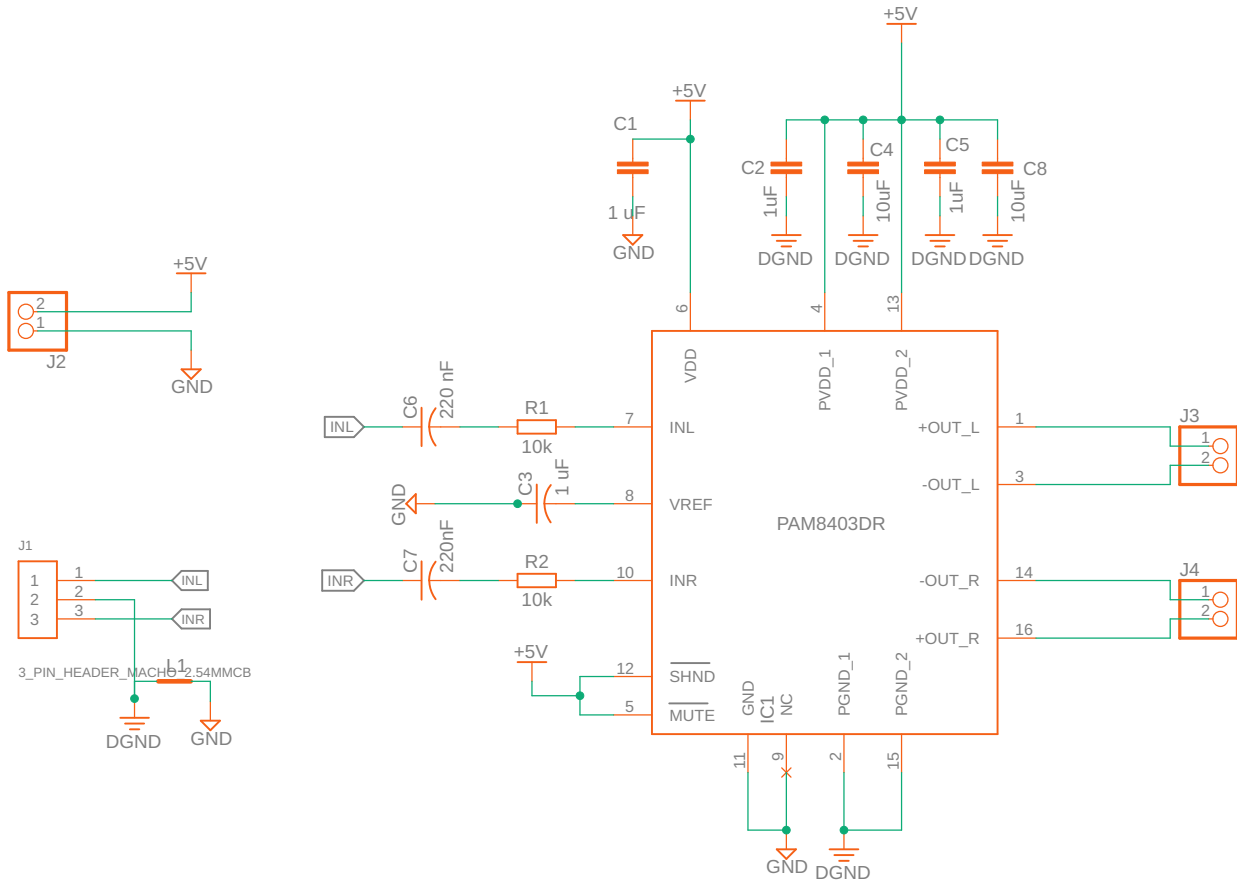 +5V
+5V
C1
1 uF
GND
C2
1uF
DGND
C4
10uF
DGND
C5
1uF
DGND
C8
10uF
DGND
+5V
2
1
J2
GND
6
4
13
VDD
PVDD_1
PVDD_2
INL
C6
220 nF
R1
10k
7
INL
GND
C3
1 uF
8
VREF
INR
C7
220nF
R2
10k
10
INR
+5V
12
SHND
5
MUTE
PAM8403DR
IC1
+OUT_L
1
-OUT_L
3
J3
1
2
-OUT_R
14
+OUT_R
16
J4
1
2
GND
NC
PGND_1
PGND_2
11
9
2
15
GND
DGND
J1
1
2
3
1
2
3
INL
INR
3_PIN_HEADER_MACHO_2.54MMCB
L1
DGND
GND